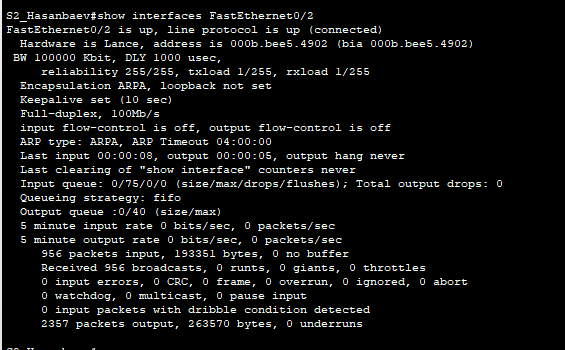 S2_Hasanbaev#show interfaces FastEthernet0/2
FastEthernet0/2 is up, line protocol is up (connected)
Hardware is Lance, address is 000b.bee5.4902 (bia 000b.bee5.4902)
BW 100000 Kbit, DLY 1000 usec,
reliability 255/255, txload 1/255, rxload 1/255
Encapsulation ARPA, loopback not set
Keepalive set (10 sec)
Full-duplex, 100Mb/s
input flow-control is off, output flow-control is off
ARP type: ARPA, ARP Timeout 04:00:00
Last input 00:00:08, output 00:00:05, output hang never
Last clearing of "show interface" counters never
Input queue: 0/75/0/0 (size/max/drops/flushes); Total output drops: 0
Queueing strategy: fifo
Output queue :0/40 (size/max)
5 minute input rate 0 bits/sec, 0 packets/sec
5 minute output rate 0 bits/sec, 0 packets/sec
956 packets input, 193351 bytes, 0 no buffer
Received 956 broadcasts, 0 runts, 0 giants, 0 throttles
0 input errors, 0 CRC, 0 frame, 0 overrun, 0 ignored, 0 abort
0 watchdog, 0 multicast, 0 pause input
0 input packets with dribble condition detected
2357 packets output, 263570 bytes, 0 underruns